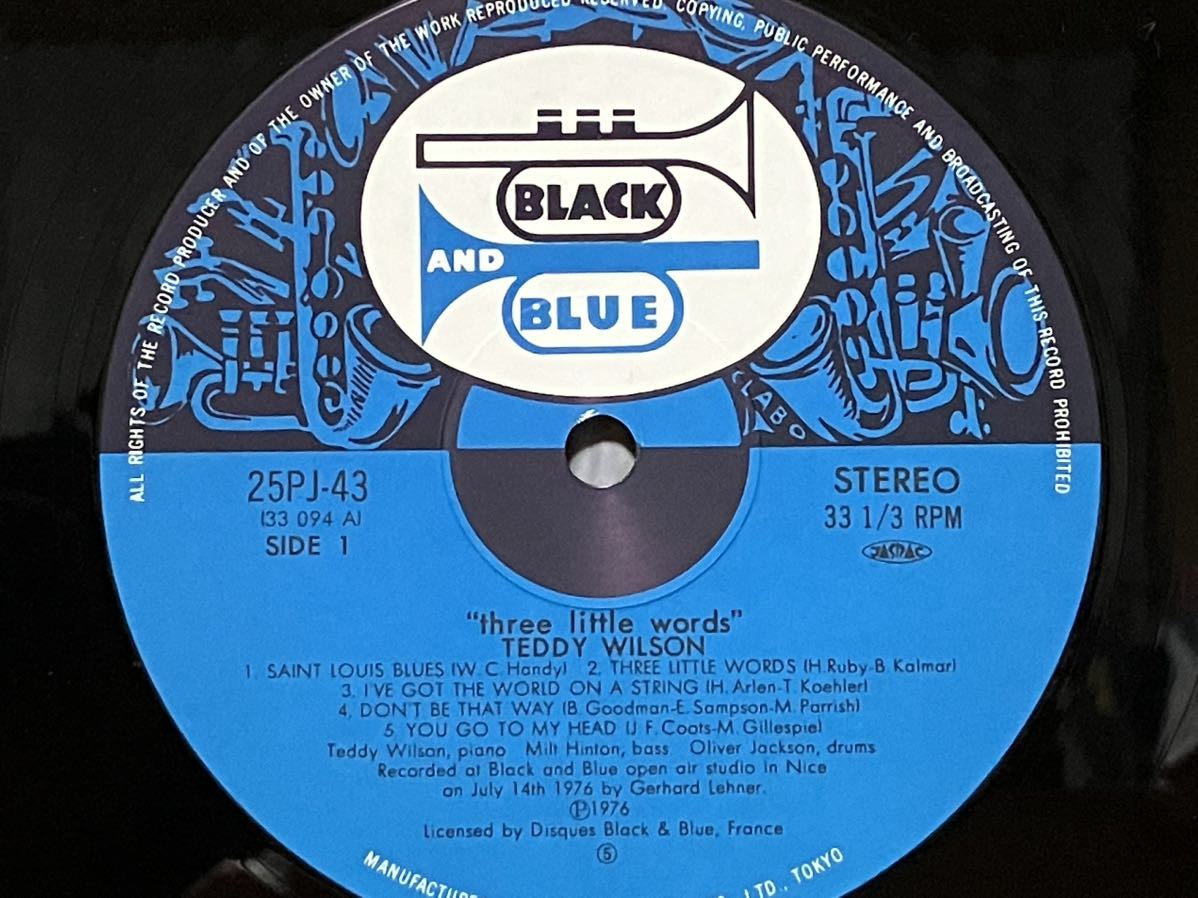 ALL RIGHTS OF THE RECORD PRODUCER AND OF THE OWNER OF THE WORK REPRODUCED RESERVED, COPYING, PUBLIC PERFORMANCE AND BROADCASTING OF THIS RECORD PROHIBITED
BLACK
AND
BLUE
LABO
25PJ-43
(33 094 A)
SIDE 1
STEREO
33 1/3 RPM
JASRAC
"three little words"
TEDDY WILSON
1. SAINT LOUIS BLUES (W. C. Handy) 2. THREE LITTLE WORDS (H. Ruby-B. Kalmar)
3. I'VE GOT THE WORLD ON A STRING (H. Arlen-T. Koehler)
4. DON'T BE THAT WAY (B. Goodman-E. Sampson-M. Parrish)
5. YOU GO TO MY HEAD (J. F. Coots-M. Gillespie)
Teddy Wilson, piano Milt Hinton, bass Oliver Jackson, drums
Recorded at Black and Blue open air studio in Nice
on July 14th 1976 by Gerhard Lehner.
Ⓟ1976
Licensed by Disques Black & Blue, France
⑤
MANUFACTURE
LTD., TOKYO